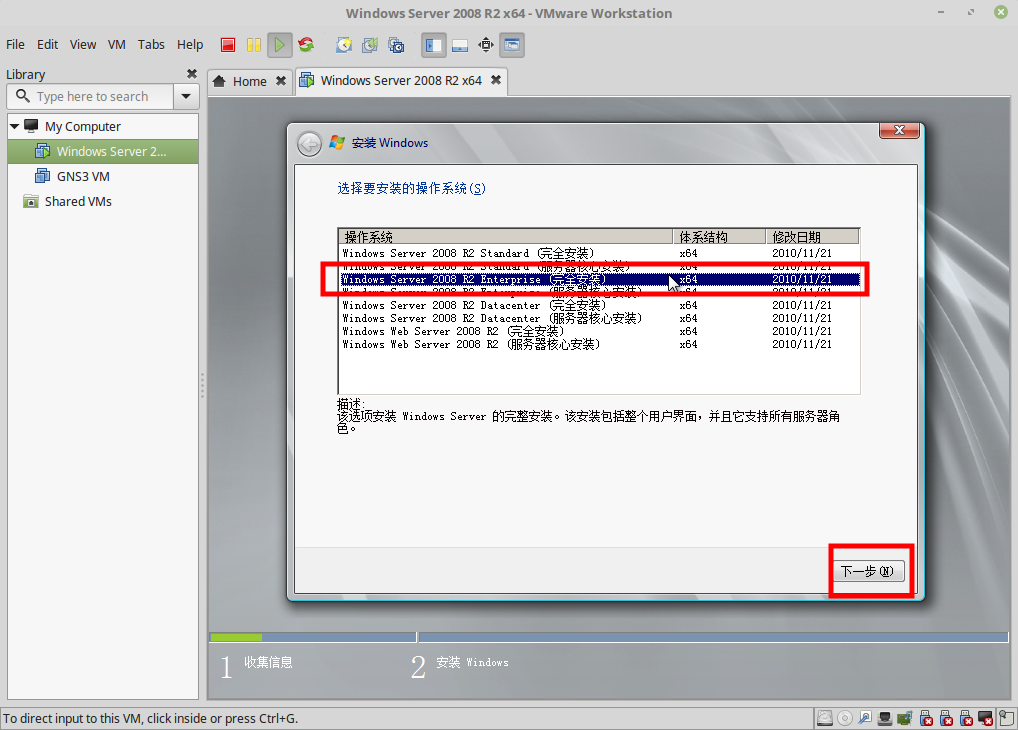 Windows Server 2008 R2 x64 - VMware Workstation
File Edit View VM Tabs Help
Library
Type here to search
My Computer
Windows Server 2...
GNS3 VM
Shared VMs
Home
Windows Server 2008 R2 x64
安装 Windows
选择要安装的操作系统(S)
操作系统 体系结构 修改日期
Windows Server 2008 R2 Standard (完全安装) x64 2010/11/21
Windows Server 2008 R2 Standard (服务器核心安装) x64 2010/11/21
Windows Server 2008 R2 Enterprise (完全安装) x64 2010/11/21
Windows Server 2008 R2 Enterprise (服务器核心安装) x64 2010/11/21
Windows Server 2008 R2 Datacenter (完全安装) x64 2010/11/21
Windows Server 2008 R2 Datacenter (服务器核心安装) x64 2010/11/21
Windows Web Server 2008 R2 (完全安装) x64 2010/11/21
Windows Web Server 2008 R2 (服务器核心安装) x64 2010/11/21
描述:
该选项安装 Windows Server 的完整安装。该安装包括整个用户界面，并且它支持所有服务器角
色。
下一步(N)
1 收集信息
2 安装 Windows
To direct input to this VM, click inside or press Ctrl+G.